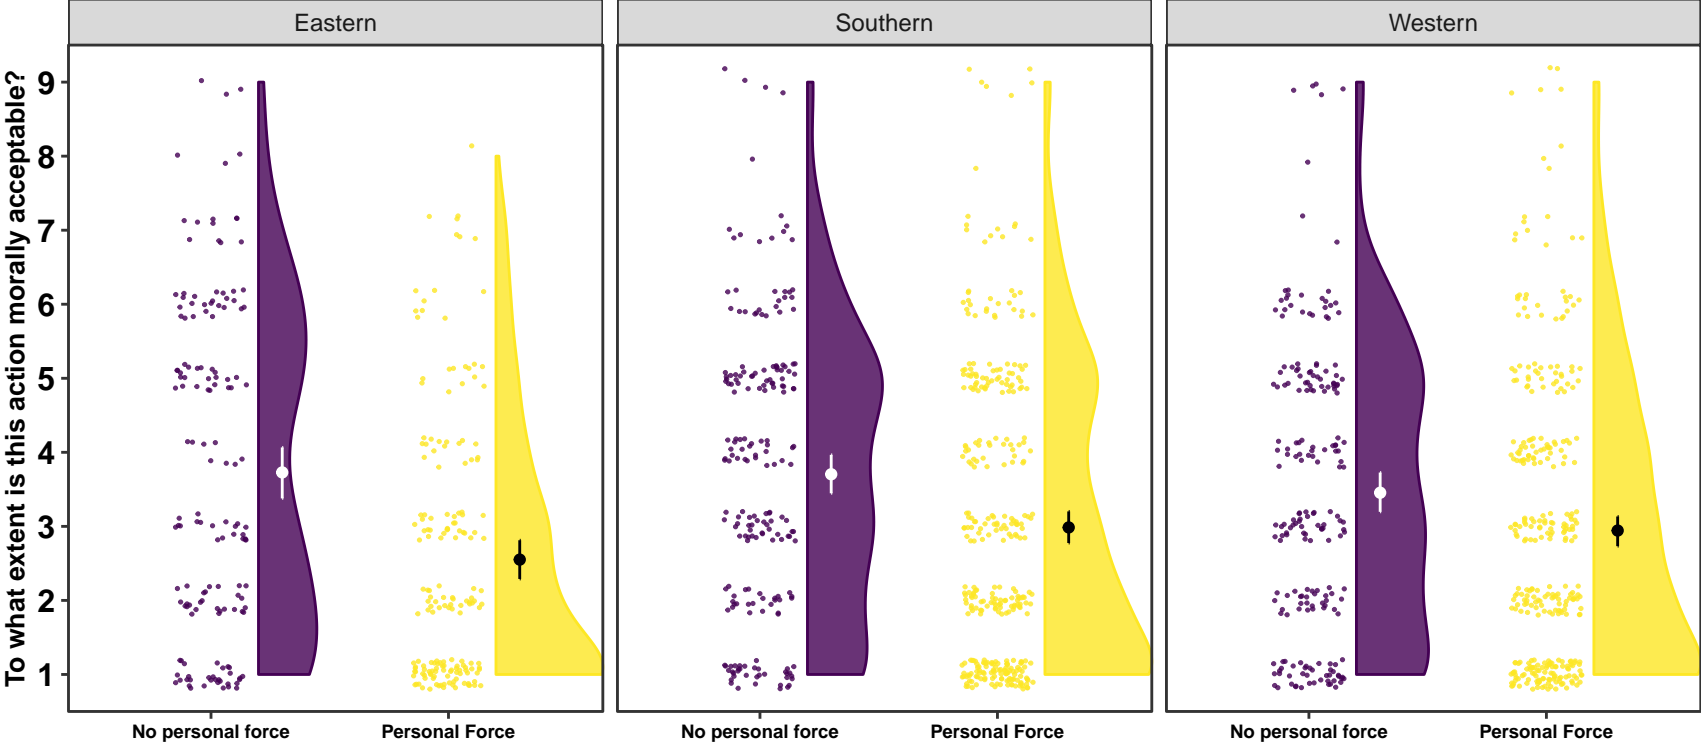 Eastern
Southern
Western
To what extent is this action morally acceptable?
9
8
7
6
5
4
3
2
1
No personal force
Personal Force
No personal force
Personal Force
No personal force
Personal Force